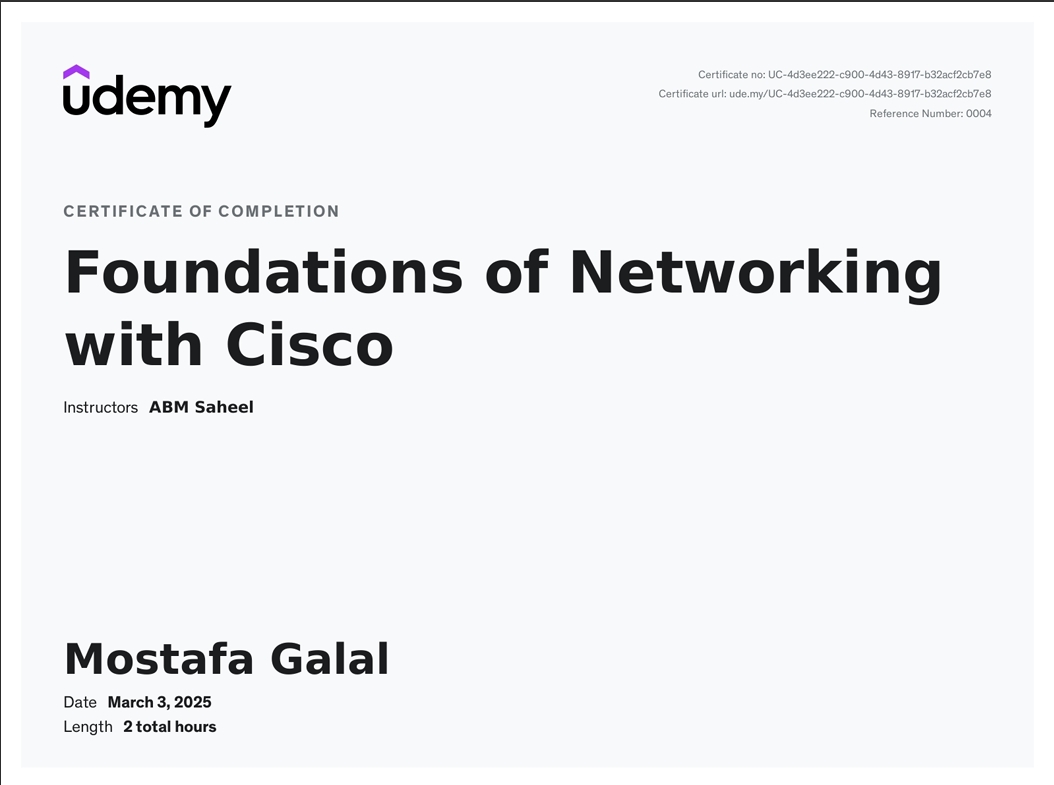 udemy
Certificate no: UC-4d3ee222-c900-4d43-8917-b32acf2cb7e8
Certificate url: ude.my/UC-4d3ee222-c900-4d43-8917-b32acf2cb7e8
Reference Number: 0004
CERTIFICATE OF COMPLETION
Foundations of Networking
with Cisco
Instructors ABM Saheel
Mostafa Galal
Date March 3, 2025
Length 2 total hours